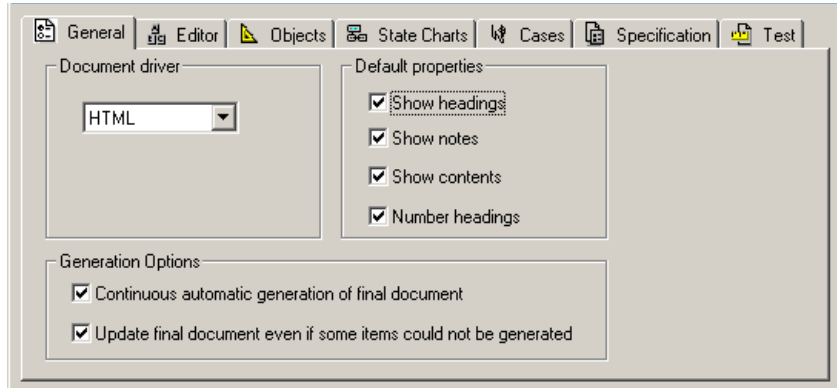 General Editor Objects State Charts Cases Specification Test
Document driver
HTML
Default properties
Show headings
Show notes
Show contents
Number headings
Generation Options
Continuous automatic generation of final document
Update final document even if some items could not be generated